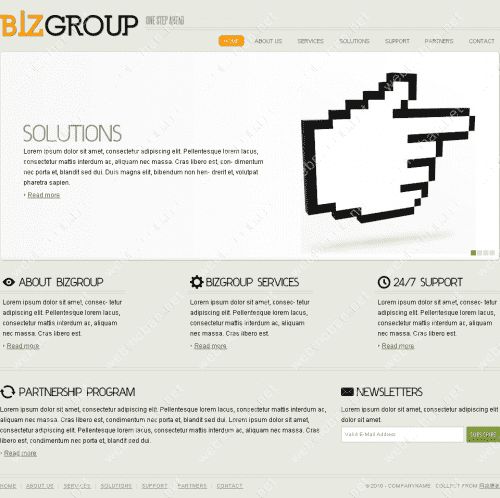 BIZGROUP ONE STEP AHEAD
HOME ABOUT US SERVICES SOLUTIONS SUPPORT PARTNERS CONTACT
SOLUTIONS
Lorem ipsum dolor sit amet, consectetur adipiscing elit. Pellentesque lorem lacus,
consectetur mattis interdum ac, aliquam nec massa. Cras libero est, con- dimentum
nec porta et, blandit sed dui. Duis magna elit, bibendum non hen- drerit et, volutpat
pharetra sapien.
• Read more
ABOUT BIZGROUP
Lorem ipsum dolor sit amet, consec- tetur
adipiscing elit. Pellentesque lorem lacus,
consectetur mattis interdum ac, aliquam
nec massa. Cras libero est.
• Read more
BIZGROUP SERVICES
Lorem ipsum dolor sit amet, consec- tetur
adipiscing elit. Pellentesque lorem lacus,
consectetur mattis interdum ac, aliquam
nec massa. Cras libero est.
• Read more
24/7 SUPPORT
Lorem ipsum dolor sit amet, consec- tetur
adipiscing elit. Pellentesque lorem lacus,
consectetur mattis interdum ac, aliquam
nec massa. Cras libero est.
• Read more
PARTNERSHIP PROGRAM
Lorem ipsum dolor sit amet, consectetur adipiscing elit. Pellentesque lorem lacus,
consectetur mattis interdum ac, aliquam nec massa. Cras libero est, condimentum
nec porta et, blandit sed dui. Lorem ipsum dolor sit amet, consectetur
adipiscing elit. Pellentesque lorem lacus, consectetur mattis interdum ac, aliquam
nec massa. Cras libero est, condimentum nec porta et, blandit sed dui.
• Read more
NEWSLETTERS
Lorem ipsum dolor sit amet, consectetur adipiscing elit
dolor sit amet.
Valid E-Mail Address SUBSCRIBE
HOME | ABOUT US | SERVICES | SOLUTIONS | SUPPORT | PARTNERS | CONTACT
© 2010 - COMPANYNAME COLLECT FROM